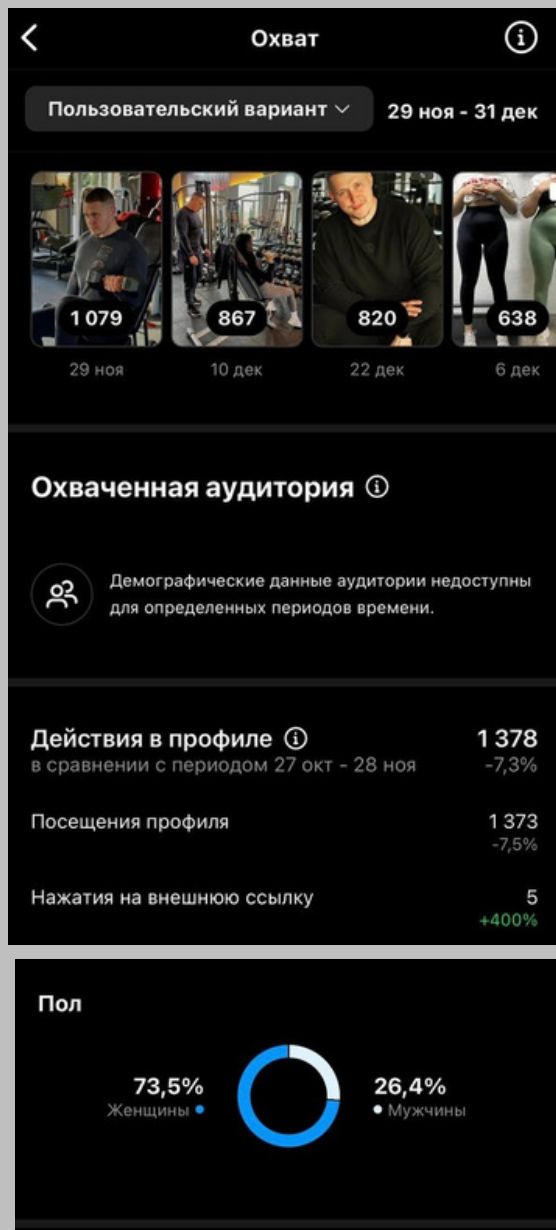 Охват
Пользовательский вариант 29 ноя - 31 дек
1 079 867 820 638
29 ноя 10 дек 22 дек 6 дек
Охваченная аудитория
Демографические данные аудитории недоступны
для определенных периодов времени.
Действия в профиле 1 378
в сравнении с периодом 27 окт - 28 ноя -7,3%
Посещения профиля 1 373
-7,5%
Нажатия на внешнюю ссылку 5
+400%
Пол
73,5% 26,4%
Женщины Мужчины